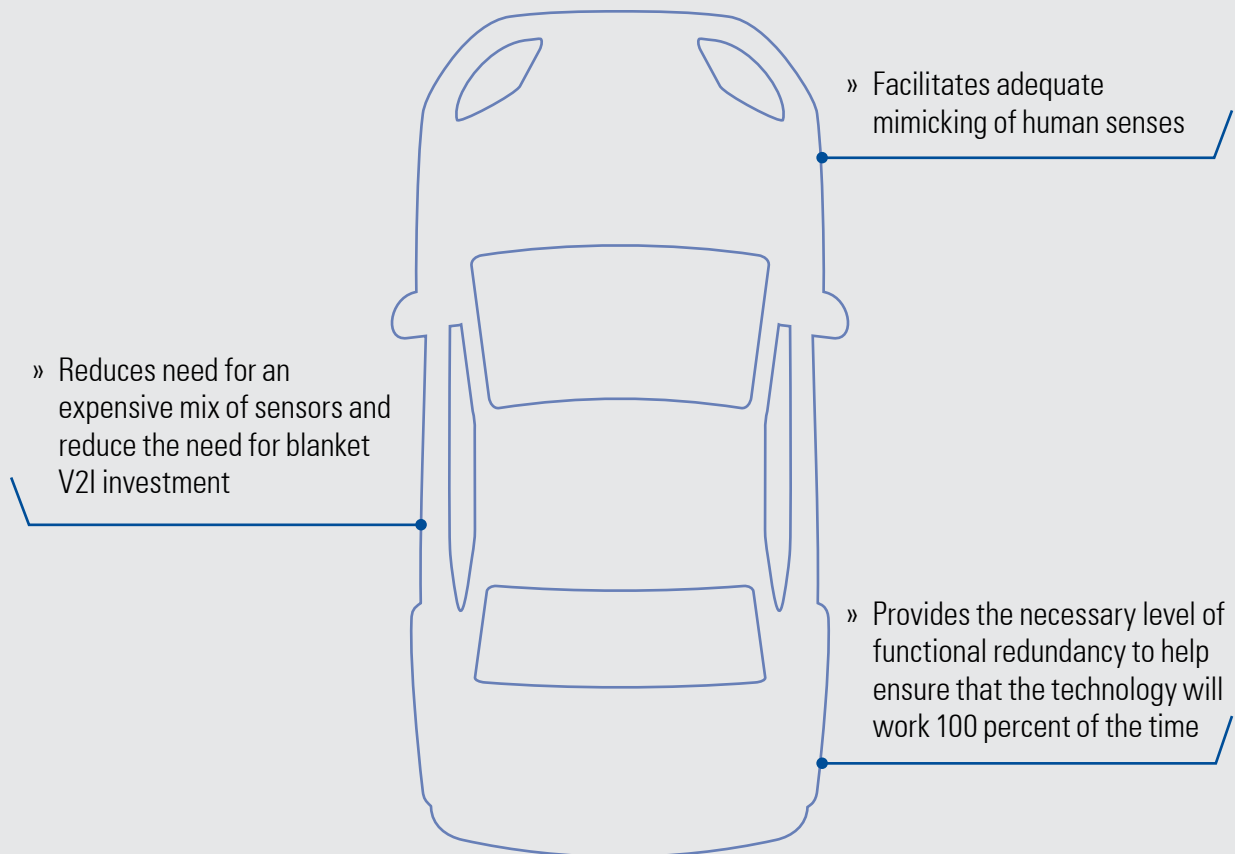 » Facilitates adequate
mimicking of human senses
» Reduces need for an
expensive mix of sensors and
reduce the need for blanket
V2I investment
» Provides the necessary level of
functional redundancy to help
ensure that the technology will
work 100 percent of the time